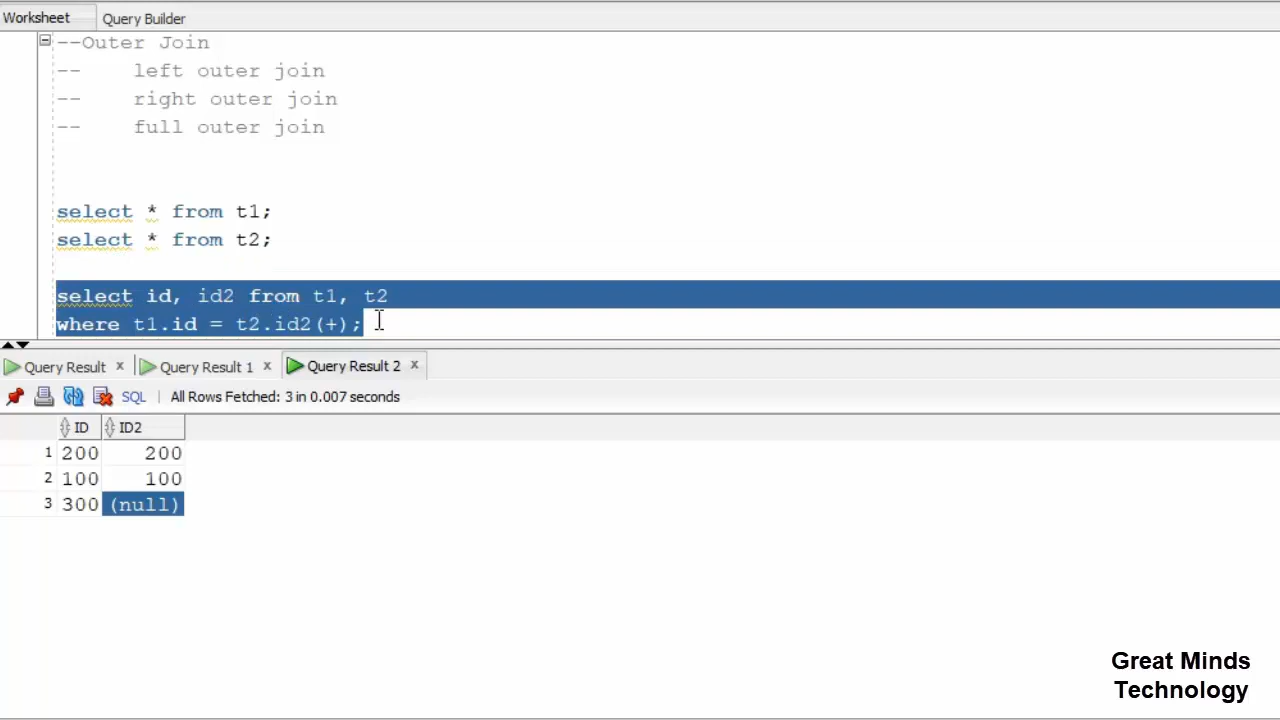 Worksheet Query Builder
--Outer Join
-- left outer join
-- right outer join
-- full outer join
select * from t1;
select * from t2;
select id, id2 from t1, t2
where t1.id = t2.id2(+);
Query Result x Query Result 1 x Query Result 2 x
SQL | All Rows Fetched: 3 in 0.007 seconds
ID ID2
1 200 200
2 100 100
3 300 (null)
Great Minds
Technology